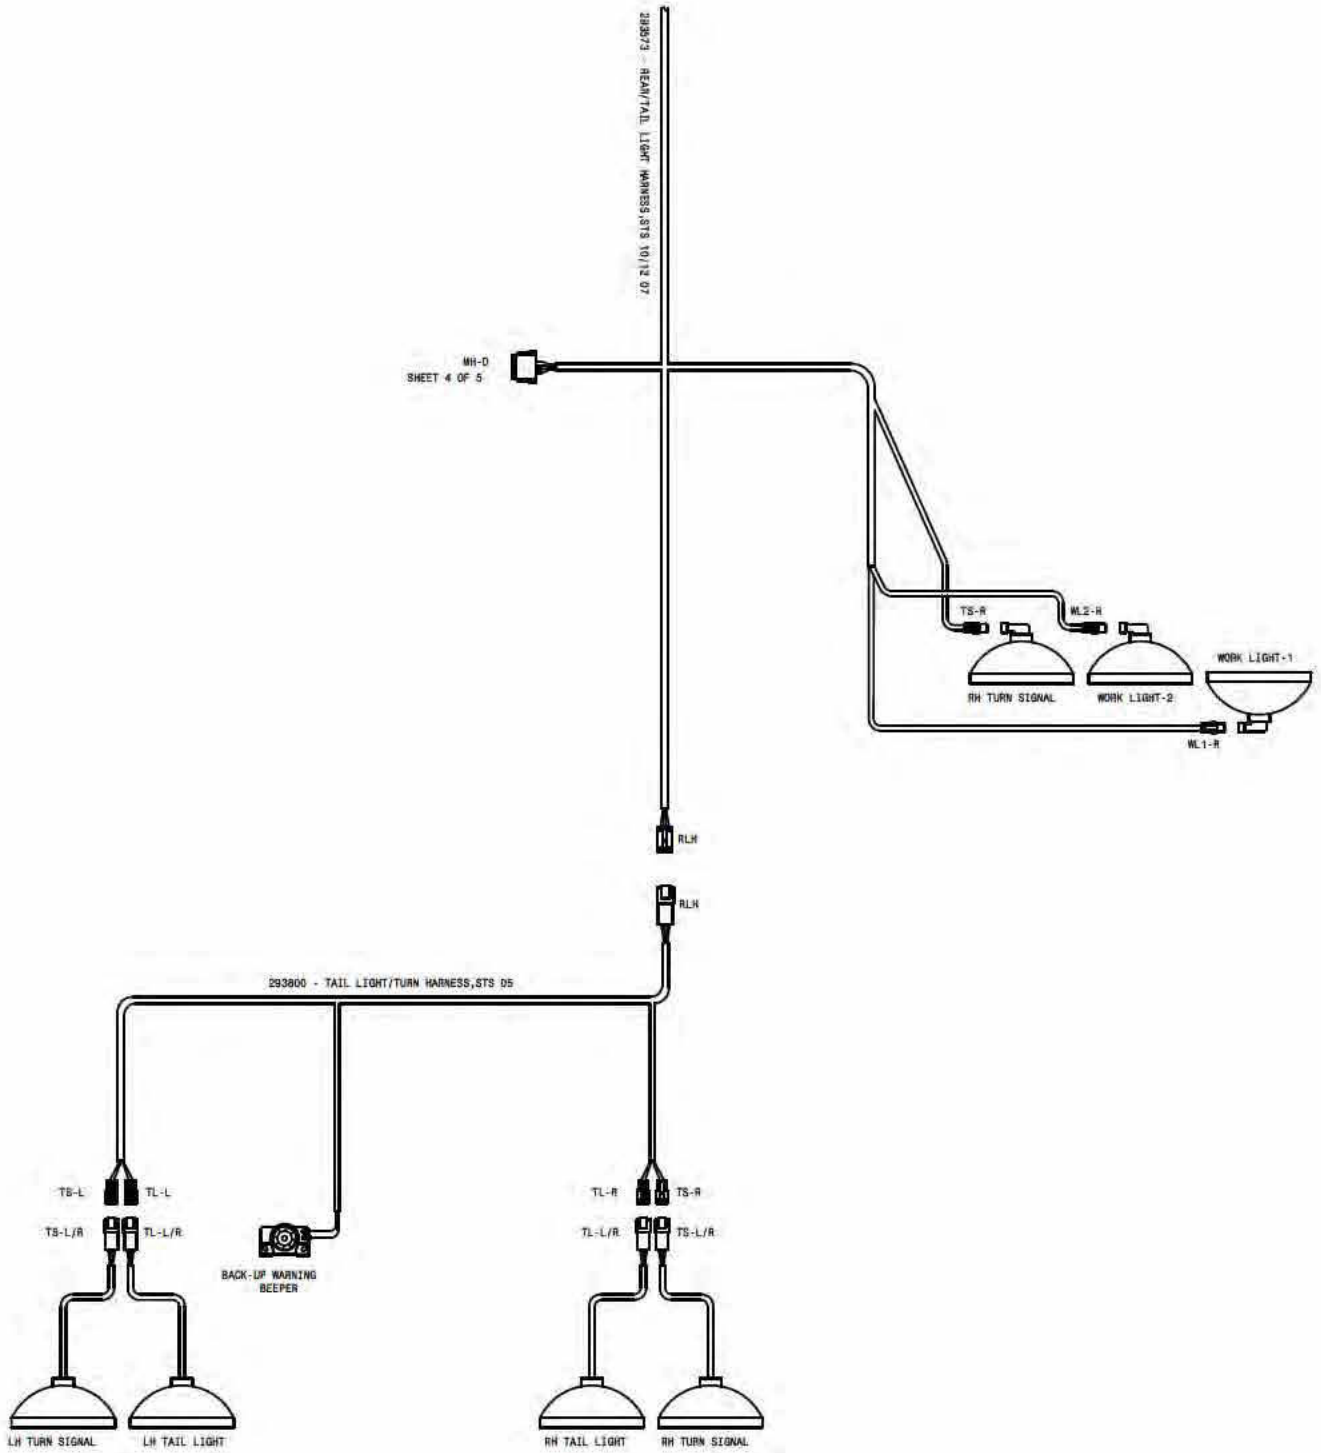 293573 - REAR/TAIL LIGHT HARNESS,STS 10/12 07
MH-D
SHEET 4 OF 5
TS-R
WL2-R
WORK LIGHT-1
RH TURN SIGNAL
WORK LIGHT-2
WL1-R
RLH
RLH
293800 - TAIL LIGHT/TURN HARNESS,STS 05
TS-L
TL-L
TL-R
TS-R
TS-L/R
TL-L/R
TL-L/R
TS-L/R
BACK-UP WARNING
BEEPER
LH TURN SIGNAL
LH TAIL LIGHT
RH TAIL LIGHT
RH TURN SIGNAL